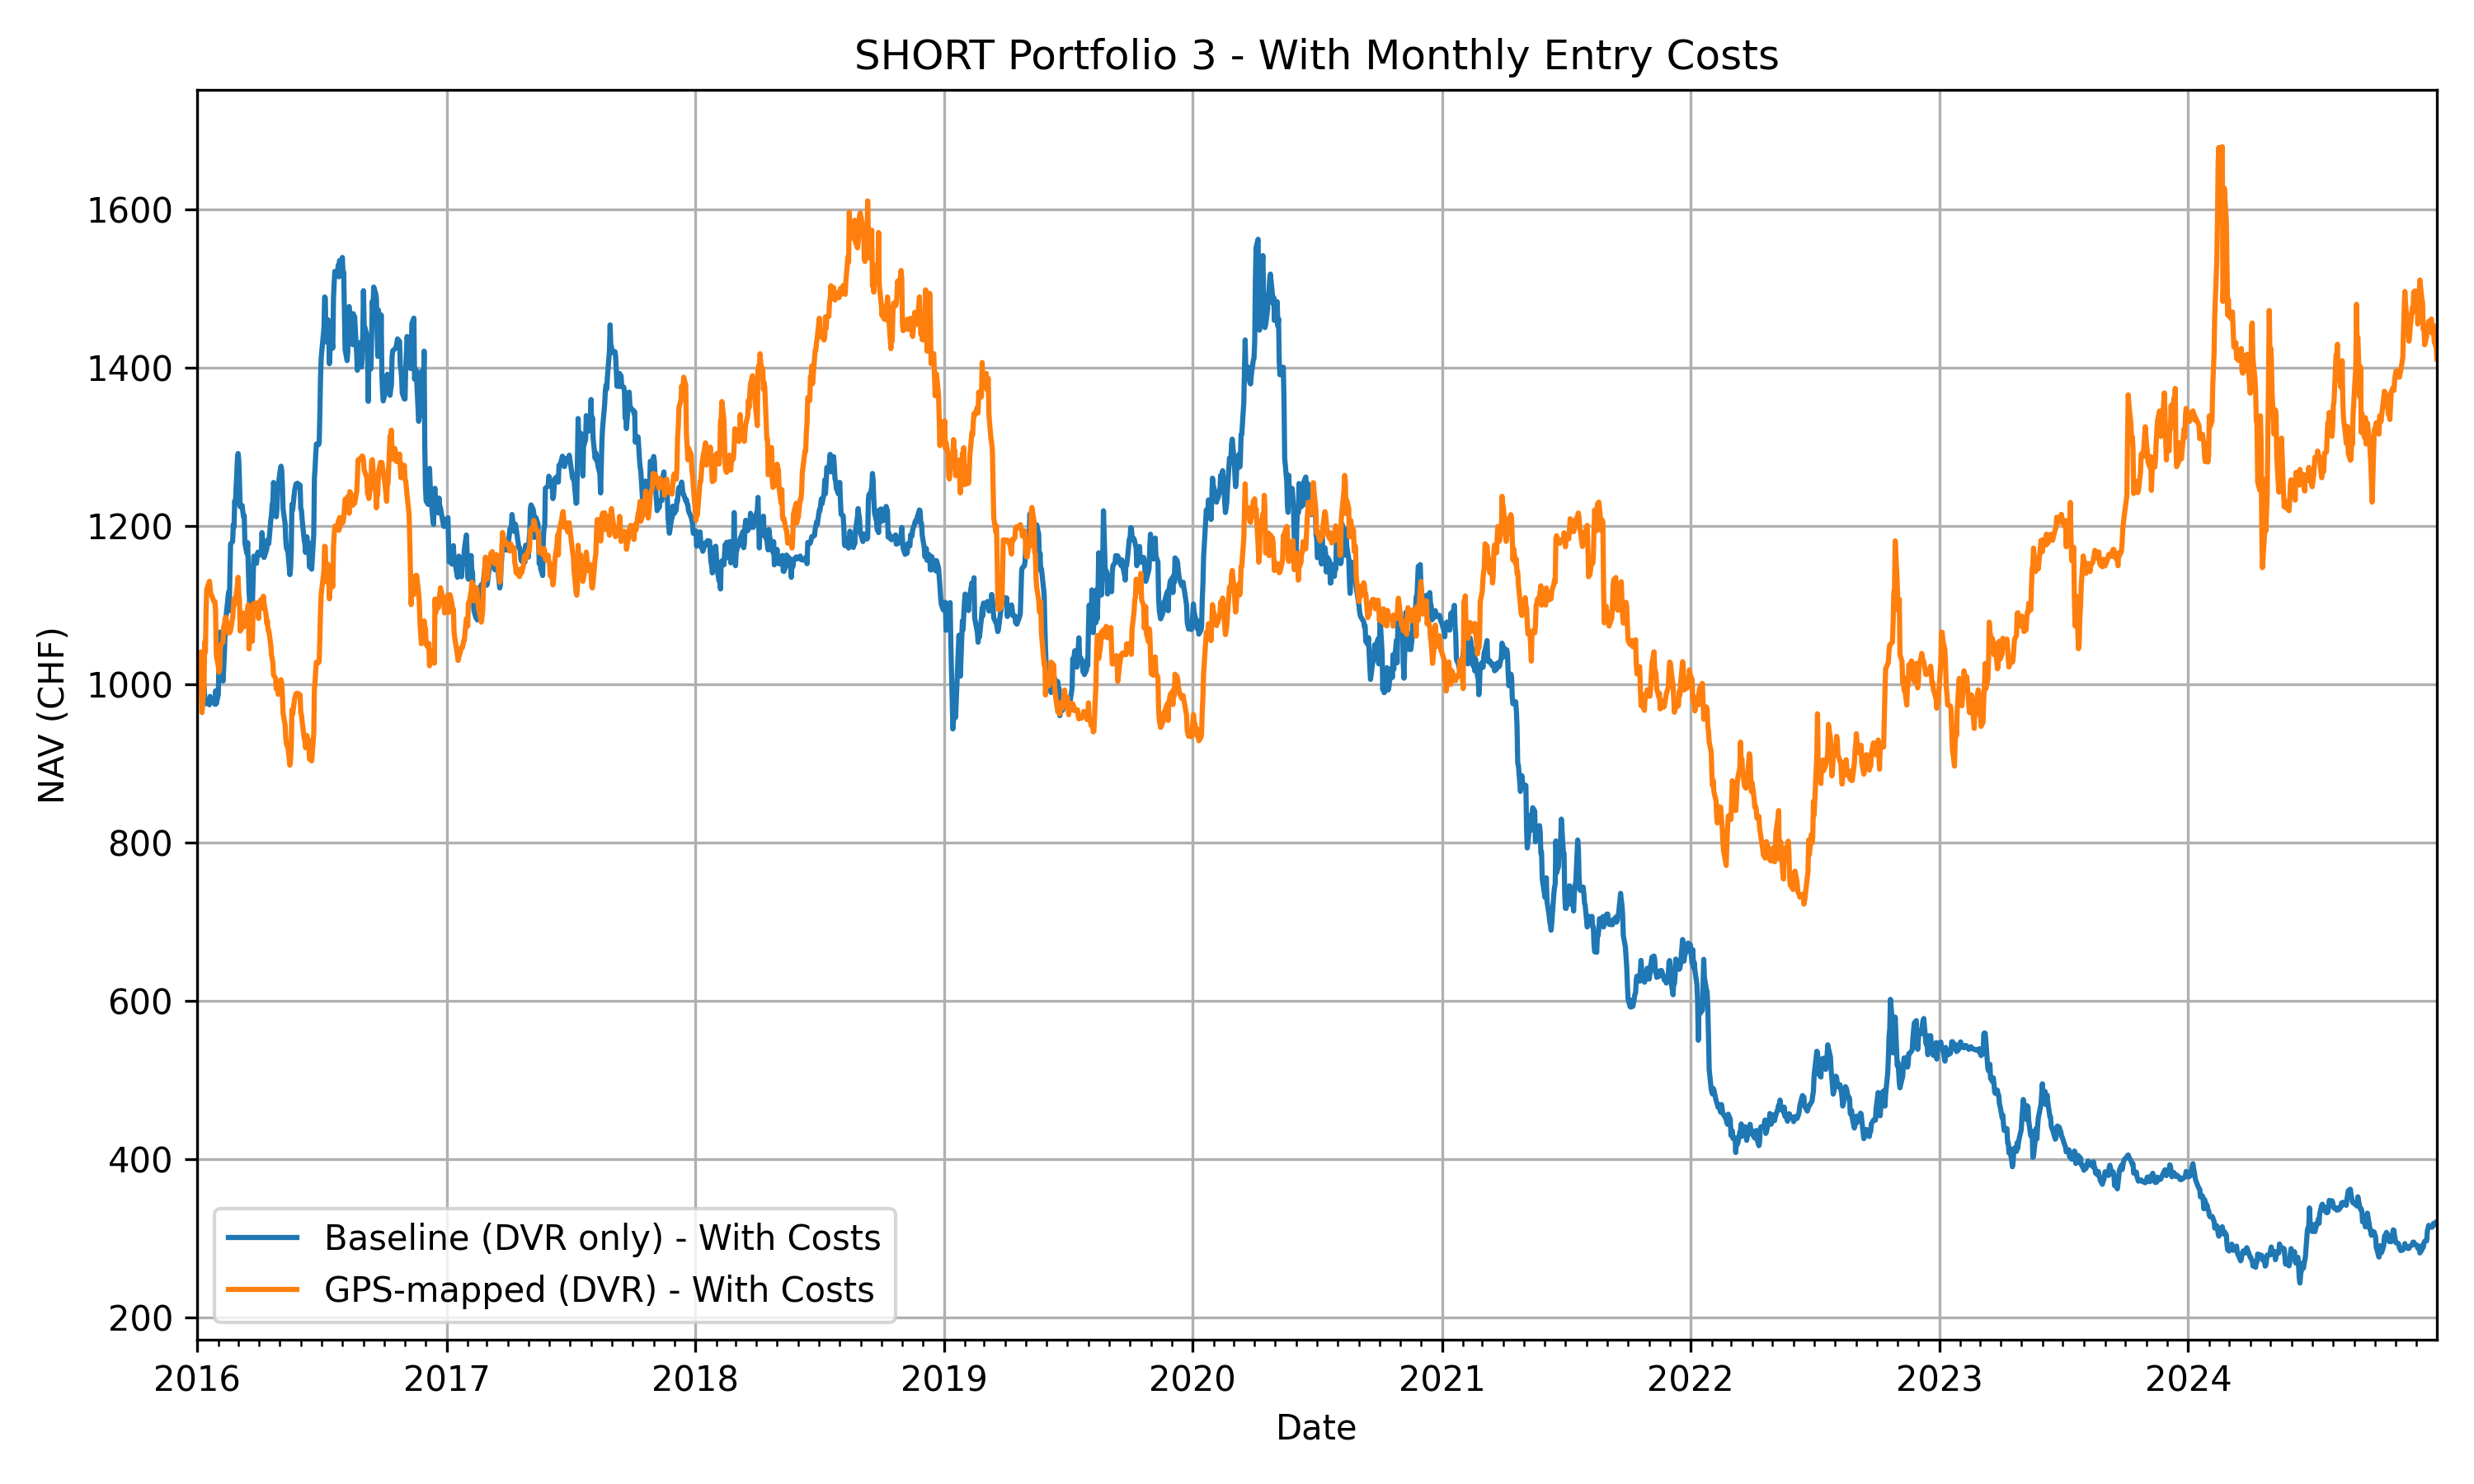 SHORT Portfolio 3 - With Monthly Entry Costs
1600
1400
1200
1000
800
600
400
200
NAV (CHF)
Baseline (DVR only) - With Costs
GPS-mapped (DVR) - With Costs
2016 2017 2018 2019 2020 2021 2022 2023 2024
Date